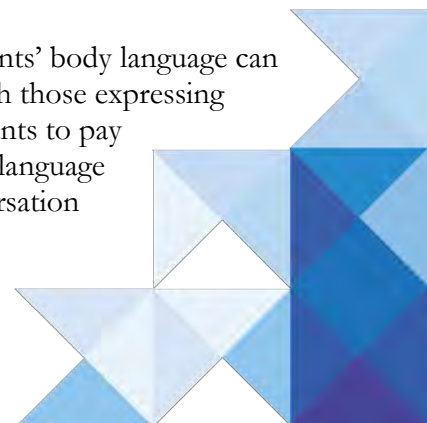 nts’ body language can
h those expressing
nts to pay
language
rsation